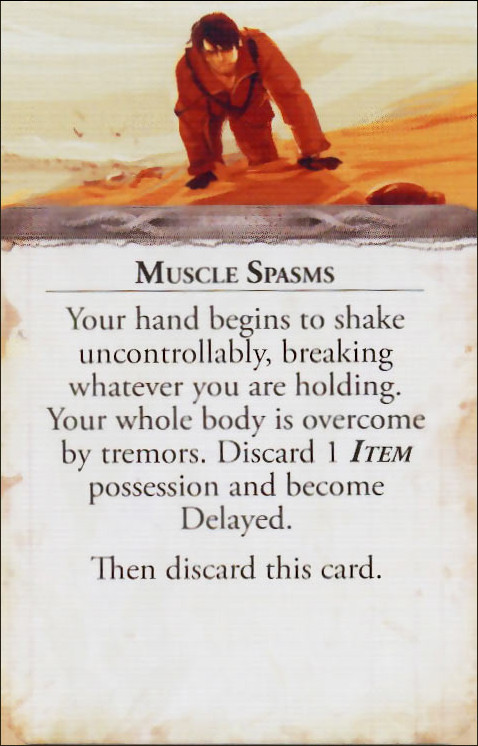 Muscle Spasms
Your hand begins to shake
uncontrollably, breaking
whatever you are holding.
Your whole body is overcome
by tremors. Discard 1 Item
possession and become
Delayed.
Then discard this card.